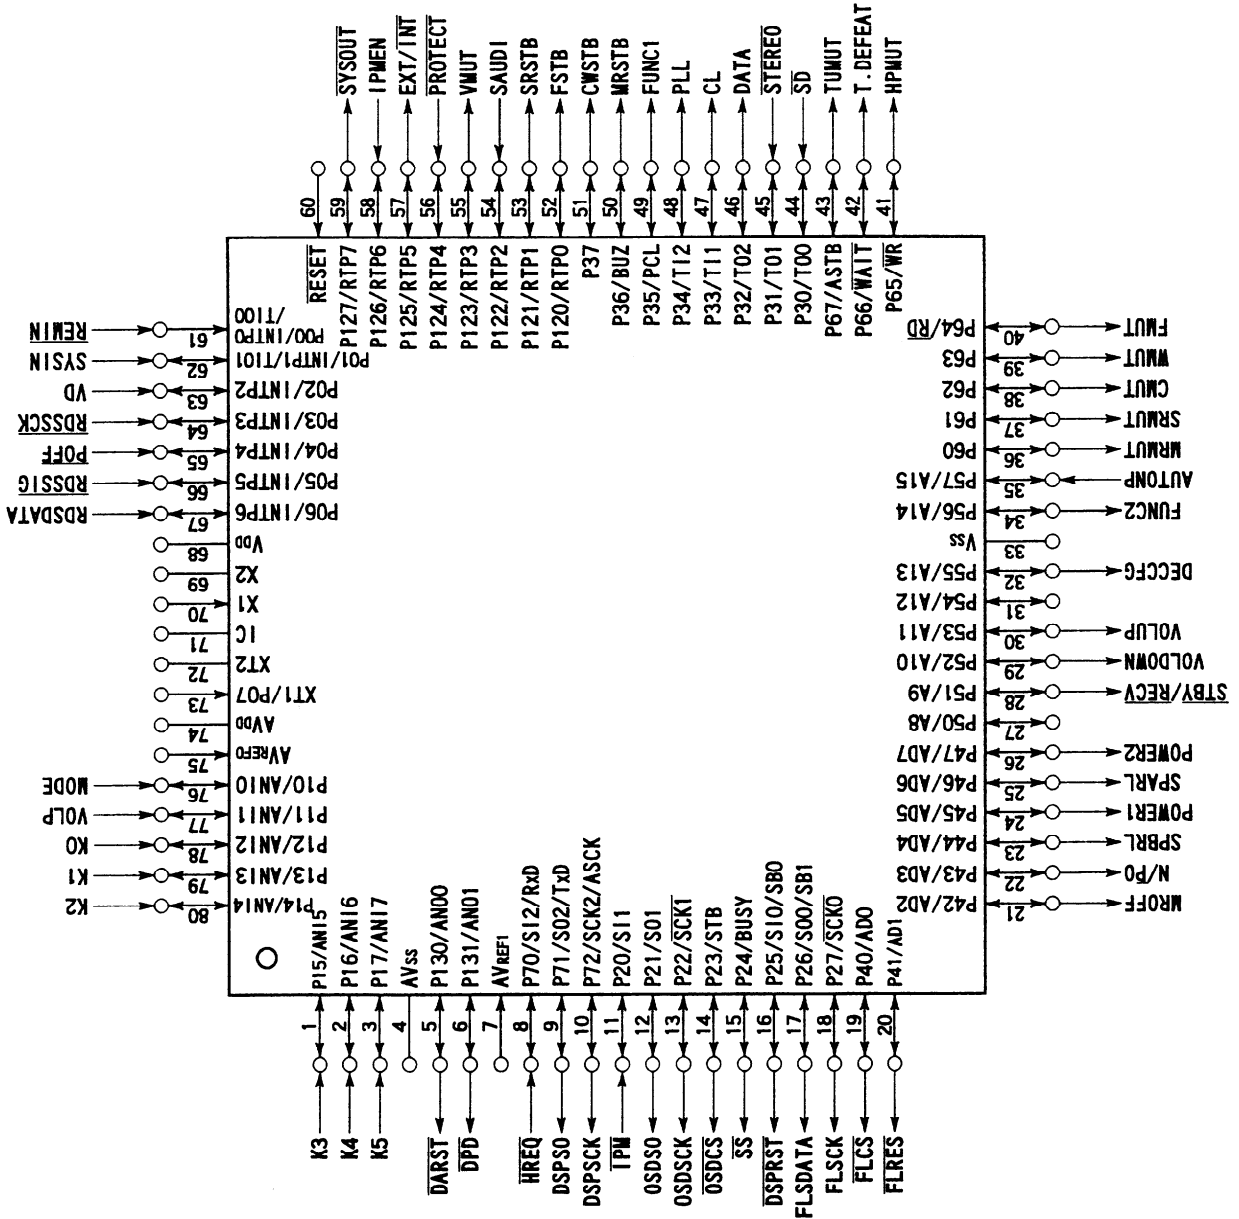 SYSOUT 59 P127/RTP7
IPMEN 58 P126/RTP6
EXT/INT 57 P125/RTP5
PROTECT 56 P124/RTP4
VMUT 55 P123/RTP3
SAUDI 54 P122/RTP2
SRSTB 53 P121/RTP1
FSTB 52 P120/RTP0
CWSTB 51 P37
MRSTB 50 P36/BUZ
FUNC1 49 P35/PCL
PLL 48 P34/TI2
CL 47 P33/TI1
DATA 46 P32/TO2
STEREO 45 P31/TO1
SD 44 P30/TO0
TUMUT 43 P67/ASTB
T.DEFEAT 42 P66/WAIT
HPMUT 41 P65/WR
60 RESET
REMIN 61 P00/INTP0/TI00
SYSIN 62 P01/INTP1/TI01
VD 63 P02/INTP2
RDSSCK 64 P03/INTP3
POFF 65 P04/INTP4
RDSSIG 66 P05/INTP5
RDSDATA 67 P06/INTP6
68 VDD
69 X2
70 X1
71 IC
72 XT2
73 XT1/P07
74 AVDD
75 AVREF0
MODE 76 P10/ANI0
VOLP 77 P11/ANI1
K0 78 P12/ANI2
K1 79 P13/ANI3
K2 80 P14/ANI4
P64/RD 40 FMUT
P63 39 WMUT
P62 38 CMUT
P61 37 SRMUT
P60 36 MRMUT
P57/A15 35 AUTONP
P56/A14 34 FUNC2
VSS 33
P55/A13 32 DECCFG
P54/A12 31
P53/A11 30 VOLUP
P52/A10 29 VOLDOWN
P51/A9 28 STBY/RECV
P50/A8 27
P47/AD7 26 POWER2
P46/AD6 25 SPARL
P45/AD5 24 POWER1
P44/AD4 23 SPBRL
P43/AD3 22 N/PO
P42/AD2 21 MROFF
P15/ANI5 1 K3
P16/ANI6 2 K4
P17/ANI7 3 K5
AVSS 4
P130/ANO0 5 DARST
P131/ANO1 6 DPD
AVREF1 7
P70/SI2/RxD 8 HREQ
P71/SO2/TxD 9 DSPSO
P72/SCK2/ASCK 10 DSPSCK
P20/SI1 11 IPM
P21/SO1 12 OSDSO
P22/SCK1 13 OSDSCK
P23/STB 14 OSDCS
P24/BUSY 15 SS
P25/SI0/SB0 16 DSPRST
P26/SO0/SB1 17 FLSDATA
P27/SCK0 18 FLSCK
P40/AD0 19 FLCS
P41/AD1 20 FLRES